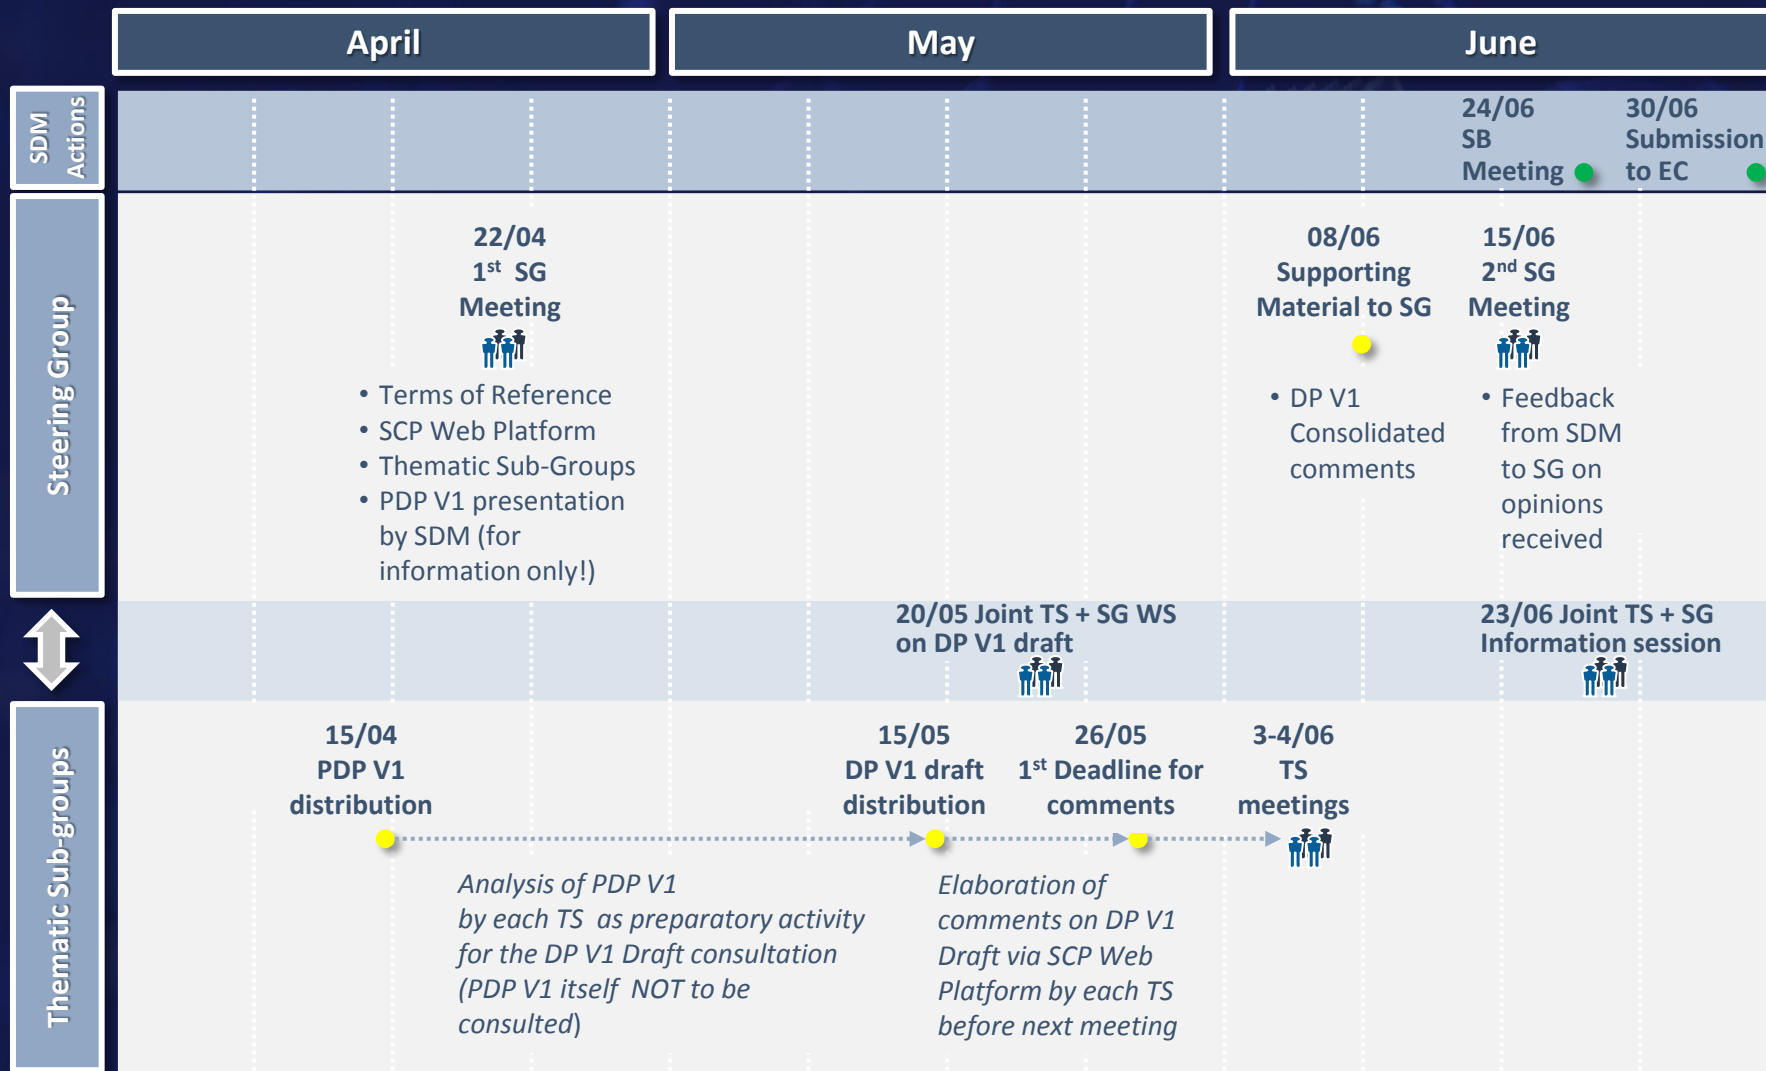 April
May
June
SDM
Actions
24/06
SB
Meeting
30/06
Submission
to EC
Steering Group
22/04
1st SG
Meeting
• Terms of Reference
• SCP Web Platform
• Thematic Sub-Groups
• PDP V1 presentation
by SDM (for
information only!)
08/06
Supporting
Material to SG
• DP V1
Consolidated
comments
15/06
2nd SG
Meeting
• Feedback
from SDM
to SG on
opinions
received
20/05 Joint TS + SG WS
on DP V1 draft
23/06 Joint TS + SG
Information session
Thematic Sub-groups
15/04
PDP V1
distribution
15/05
DP V1 draft
distribution
26/05
1st Deadline for
comments
3-4/06
TS
meetings
Analysis of PDP V1
by each TS as preparatory activity
for the DP V1 Draft consultation
(PDP V1 itself NOT to be
consulted)
Elaboration of
comments on DP V1
Draft via SCP Web
Platform by each TS
before next meeting